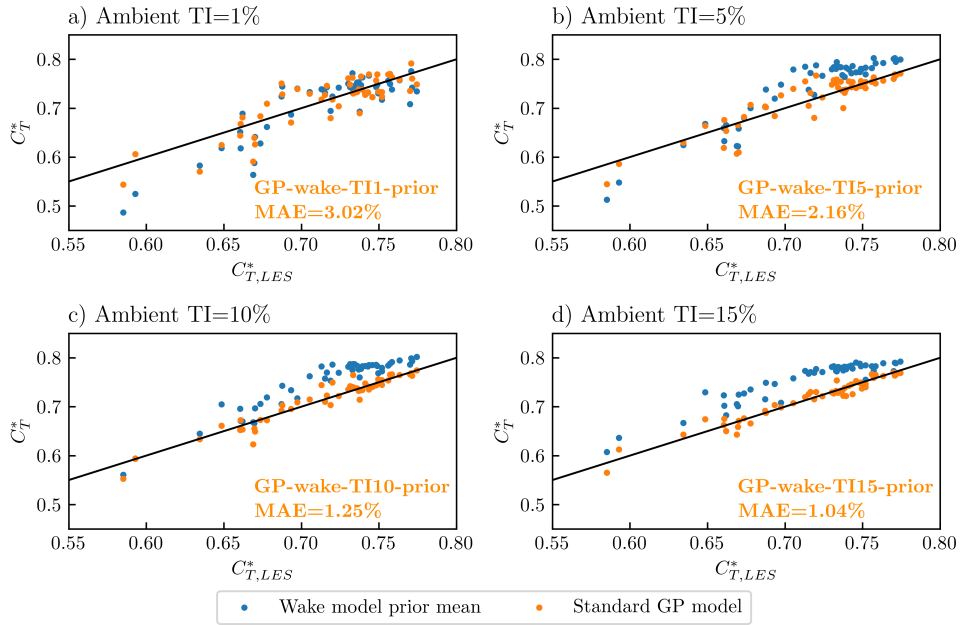 a) Ambient TI=1%
b) Ambient TI=5%
0.8
0.7
0.6
0.5
C*_T
GP-wake-TI1-prior
MAE=3.02%
0.55 0.60 0.65 0.70 0.75 0.80
C*_{T,LES}
0.8
0.7
0.6
0.5
C*_T
GP-wake-TI5-prior
MAE=2.16%
0.55 0.60 0.65 0.70 0.75 0.80
C*_{T,LES}
c) Ambient TI=10%
d) Ambient TI=15%
0.8
0.7
0.6
0.5
C*_T
GP-wake-TI10-prior
MAE=1.25%
0.55 0.60 0.65 0.70 0.75 0.80
C*_{T,LES}
0.8
0.7
0.6
0.5
C*_T
GP-wake-TI15-prior
MAE=1.04%
0.55 0.60 0.65 0.70 0.75 0.80
C*_{T,LES}
Wake model prior mean Standard GP model